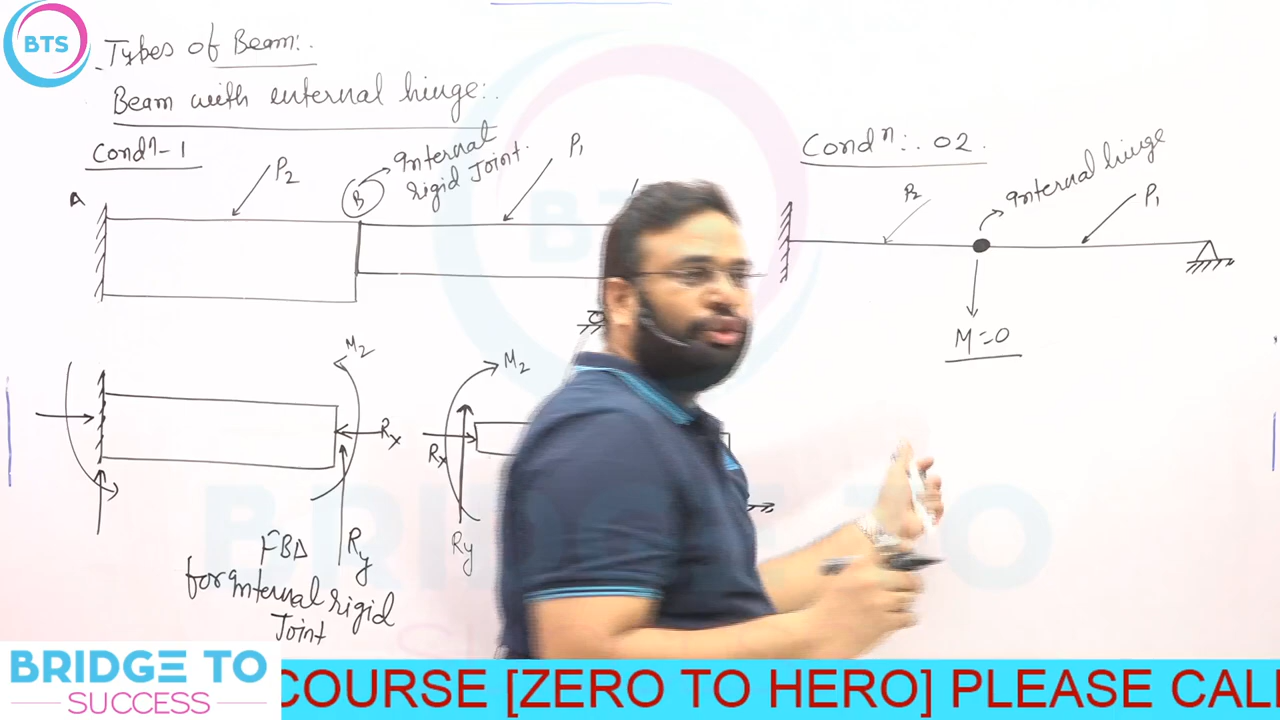 BTS
Types of Beam:.
Beam with internal hinge:.
Condⁿ-1
A
P₂
B
Internal
rigid Joint.
P₁
Condⁿ:. 02.
P₂
Internal hinge
P₁
M=0
M₂
Rₓ
M₂
Rₓ
FBD
for Internal rigid
Joint
Ry
Ry
BRIDGE TO
BRIDGE TO
SUCCESS
COURSE [ZERO TO HERO] PLEASE CALL